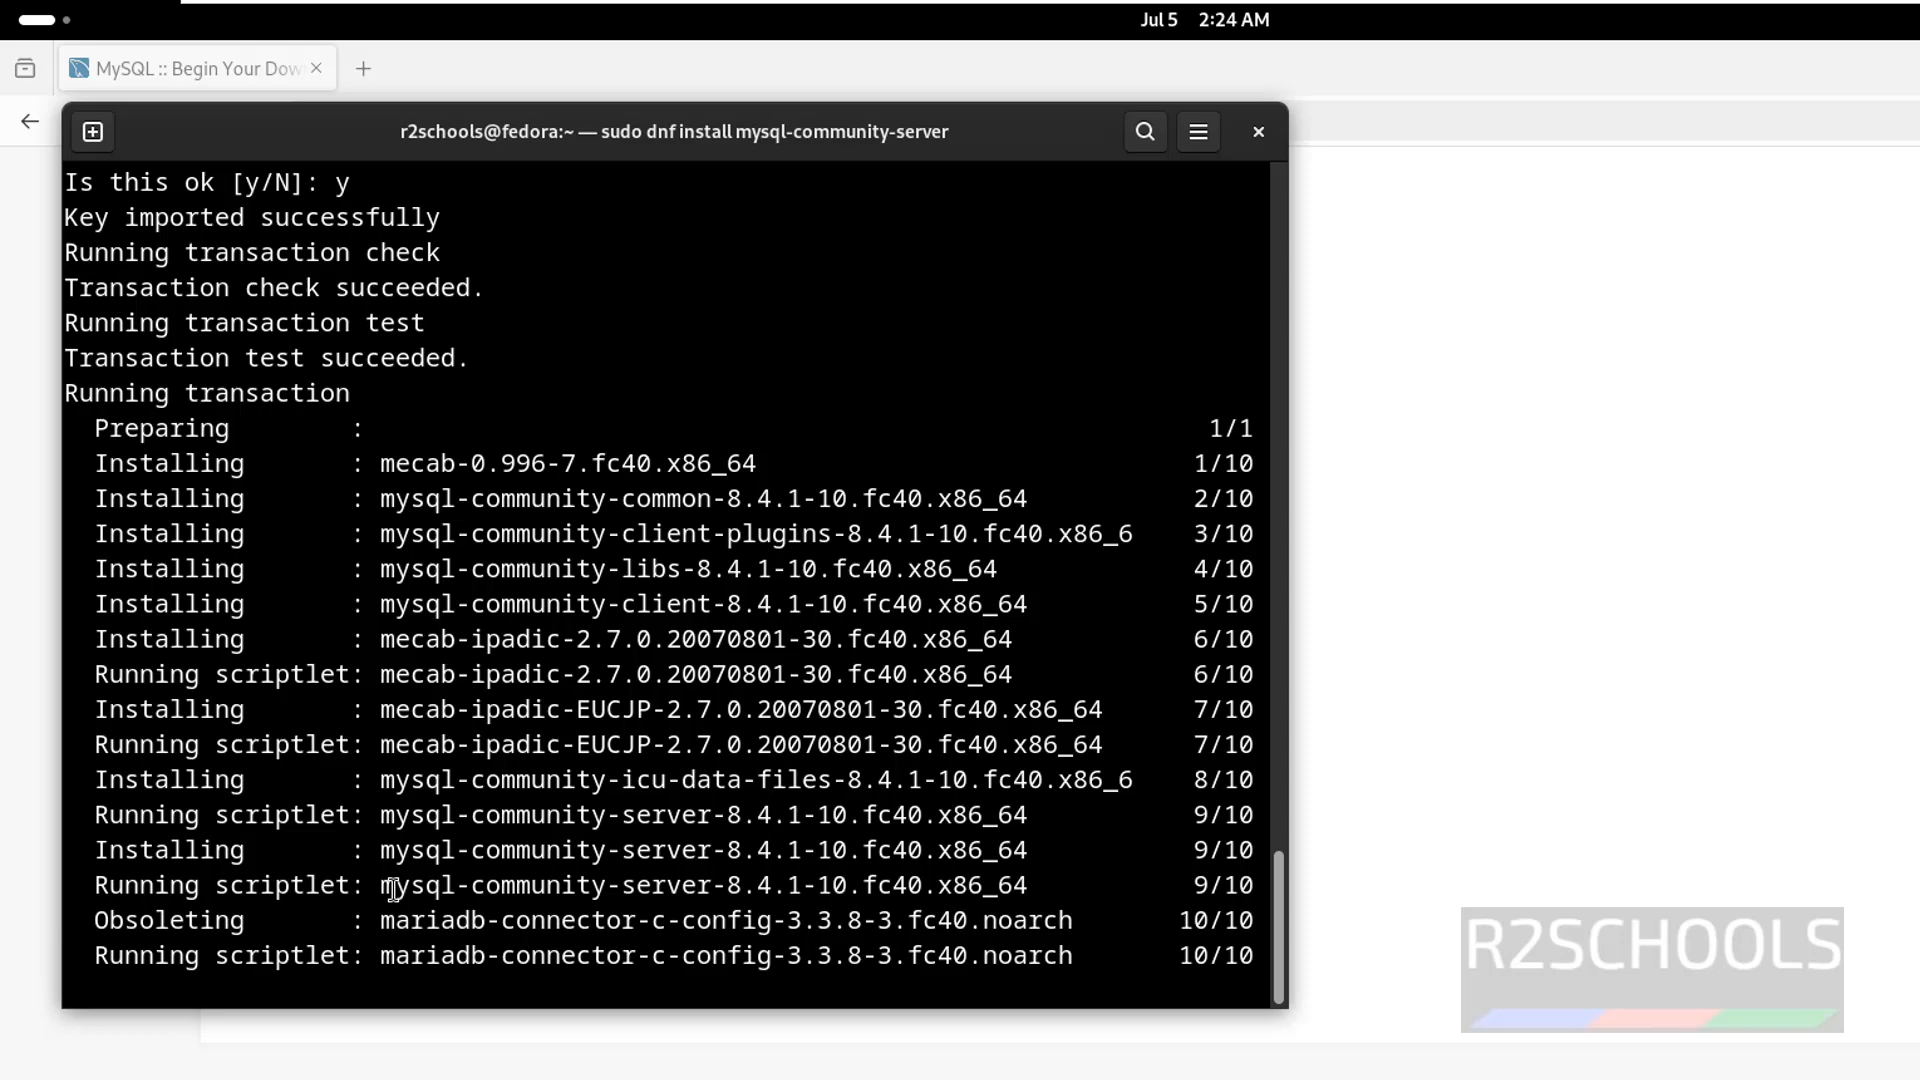 Jul 5 2:24 AM
MySQL :: Begin Your Dow
r2schools@fedora:~ — sudo dnf install mysql-community-server
Is this ok [y/N]: y
Key imported successfully
Running transaction check
Transaction check succeeded.
Running transaction test
Transaction test succeeded.
Running transaction
Preparing : 1/1
Installing : mecab-0.996-7.fc40.x86_64 1/10
Installing : mysql-community-common-8.4.1-10.fc40.x86_64 2/10
Installing : mysql-community-client-plugins-8.4.1-10.fc40.x86_6 3/10
Installing : mysql-community-libs-8.4.1-10.fc40.x86_64 4/10
Installing : mysql-community-client-8.4.1-10.fc40.x86_64 5/10
Installing : mecab-ipadic-2.7.0.20070801-30.fc40.x86_64 6/10
Running scriptlet: mecab-ipadic-2.7.0.20070801-30.fc40.x86_64 6/10
Installing : mecab-ipadic-EUCJP-2.7.0.20070801-30.fc40.x86_64 7/10
Running scriptlet: mecab-ipadic-EUCJP-2.7.0.20070801-30.fc40.x86_64 7/10
Installing : mysql-community-icu-data-files-8.4.1-10.fc40.x86_6 8/10
Running scriptlet: mysql-community-server-8.4.1-10.fc40.x86_64 9/10
Installing : mysql-community-server-8.4.1-10.fc40.x86_64 9/10
Running scriptlet: mysql-community-server-8.4.1-10.fc40.x86_64 9/10
Obsoleting : mariadb-connector-c-config-3.3.8-3.fc40.noarch 10/10
Running scriptlet: mariadb-connector-c-config-3.3.8-3.fc40.noarch 10/10
R2SCHOOLS